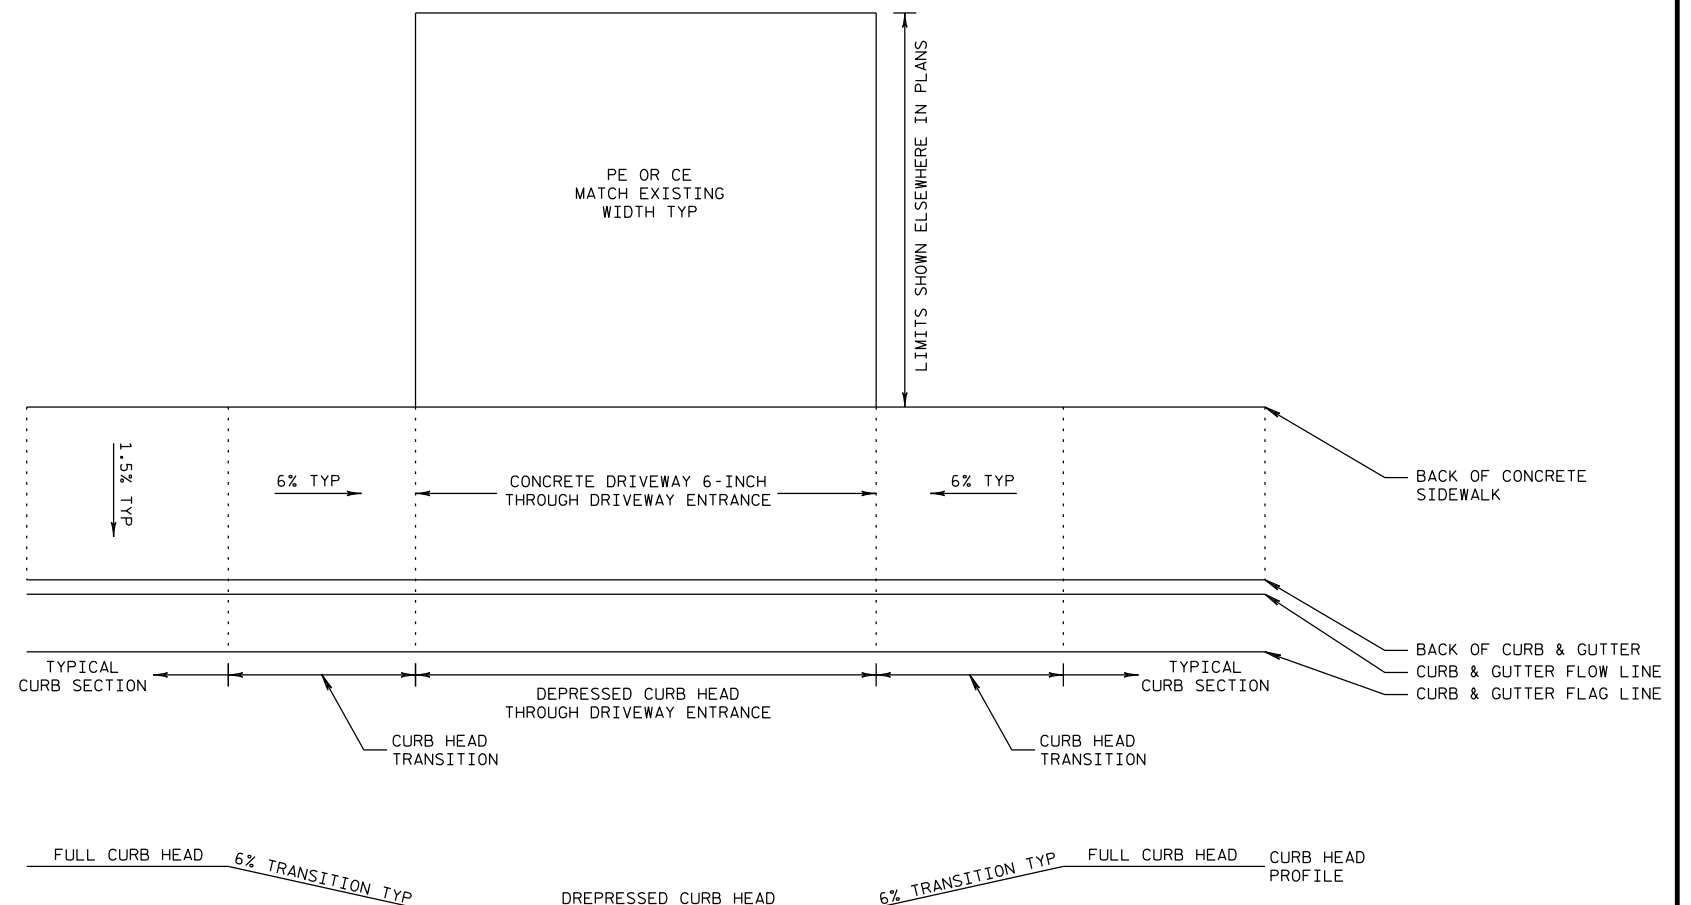 PE OR CE
MATCH EXISTING
WIDTH TYP
LIMITS SHOWN ELSEWHERE IN PLANS
1.5% TYP
6% TYP
CONCRETE DRIVEWAY 6-INCH
THROUGH DRIVEWAY ENTRANCE
6% TYP
BACK OF CONCRETE
SIDEWALK
BACK OF CURB & GUTTER
CURB & GUTTER FLOW LINE
CURB & GUTTER FLAG LINE
TYPICAL
CURB SECTION
DEPRESSED CURB HEAD
THROUGH DRIVEWAY ENTRANCE
TYPICAL
CURB SECTION
CURB HEAD
TRANSITION
CURB HEAD
TRANSITION
FULL CURB HEAD
6% TRANSITION TYP
DREPRESSED CURB HEAD
6% TRANSITION TYP
FULL CURB HEAD
CURB HEAD
PROFILE